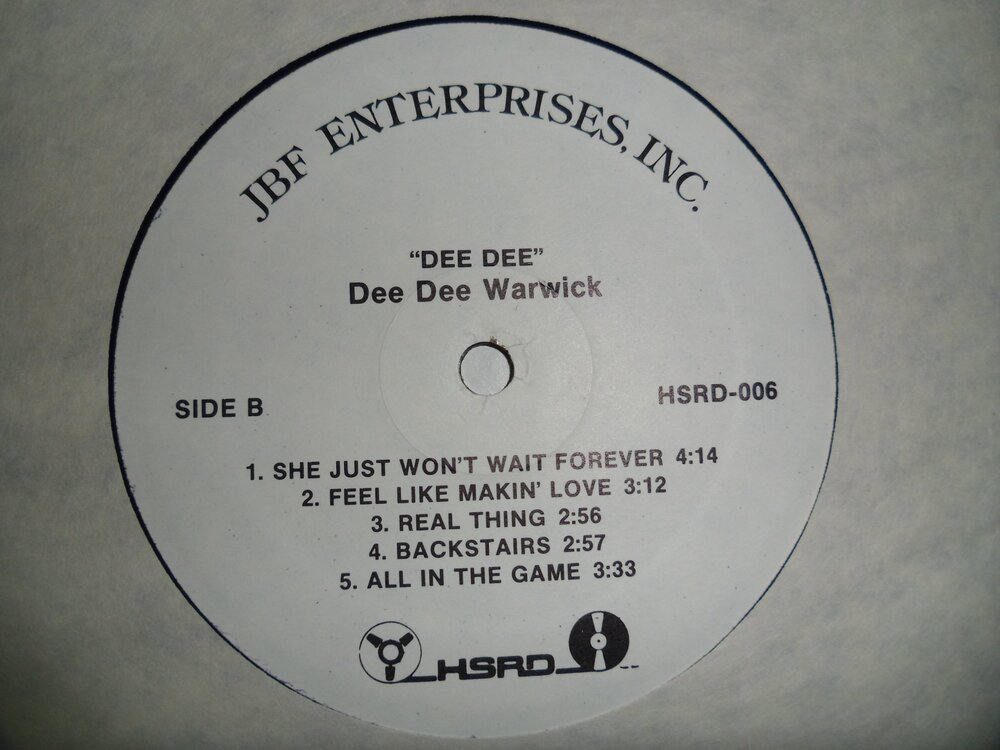 JBF ENTERPRISES, INC.
“DEE DEE”
Dee Dee Warwick
SIDE B
HSRD-006
1. SHE JUST WON'T WAIT FOREVER 4:14
2. FEEL LIKE MAKIN' LOVE 3:12
3. REAL THING 2:56
4. BACKSTAIRS 2:57
5. ALL IN THE GAME 3:33
HSRD